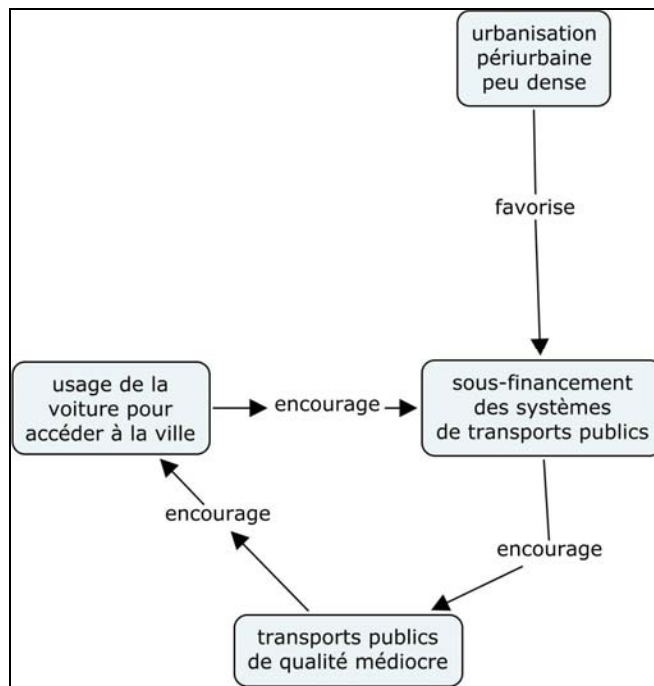 urbanisation
périurbaine
peu dense
favorise
usage de la
voiture pour
accéder à la ville
encourage
sous-financement
des systèmes
de transports publics
encourage
encourage
transports publics
de qualité médiocre